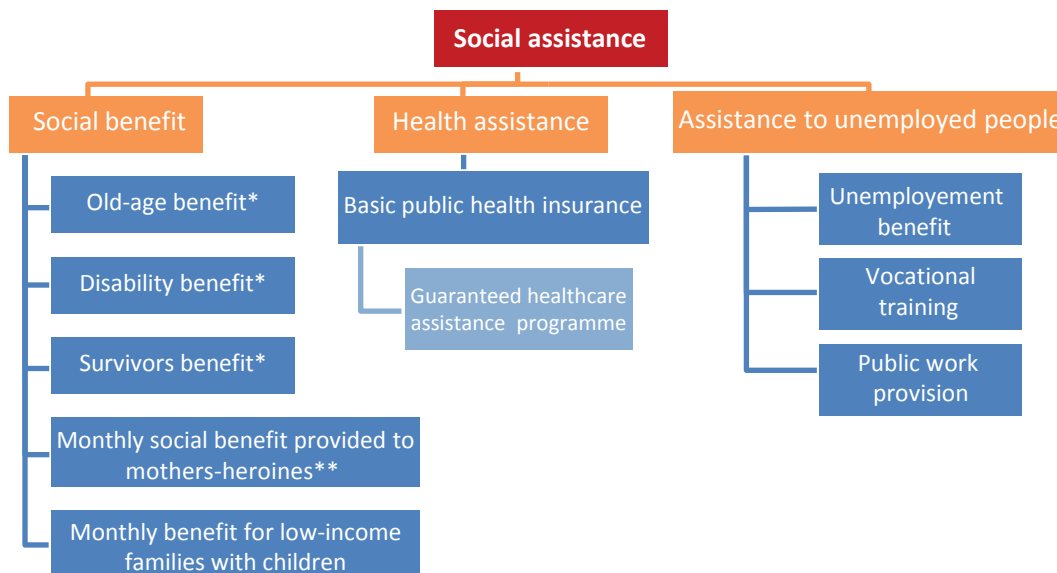 Social assistance
Social benefit
Old-age benefit*
Disability benefit*
Survivors benefit*
Monthly social benefit provided to
mothers-heroines**
Monthly benefit for low-income
families with children
Health assistance
Basic public health insurance
Guaranteed healthcare
assistance programme
Assistance to unemployed people
Unemployement
benefit
Vocational
training
Public work
provision